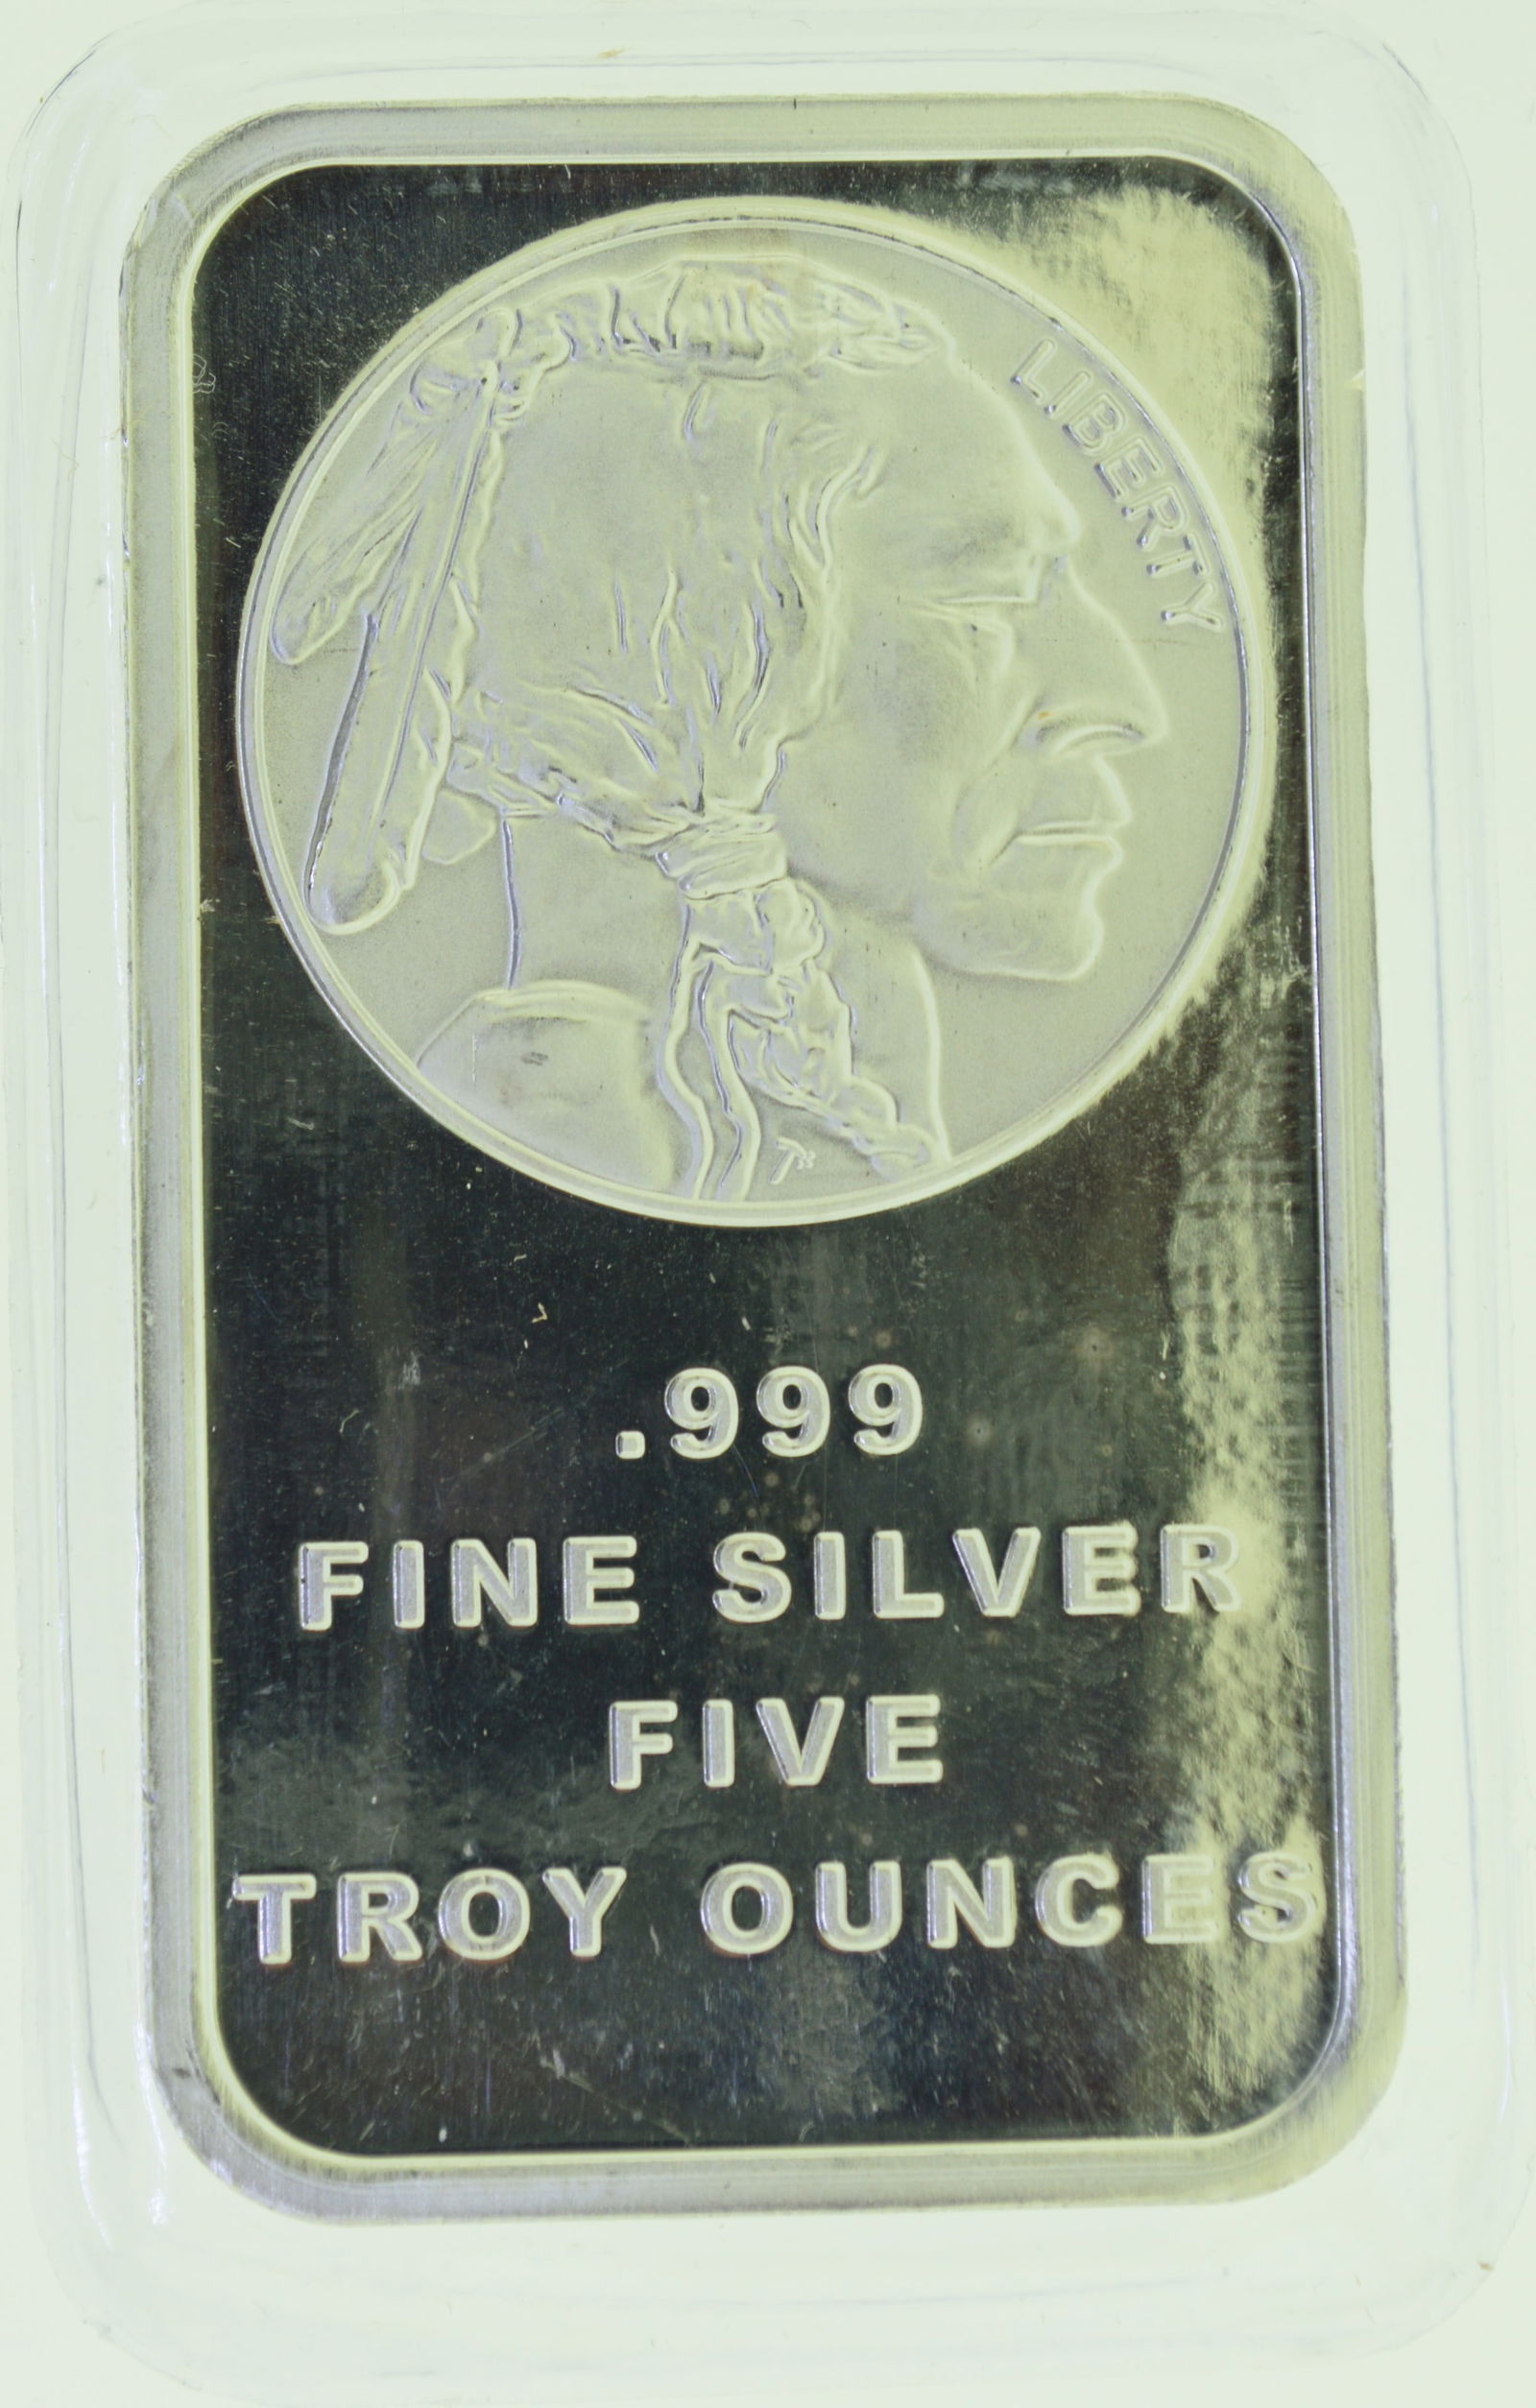 LIBERTY
.999
FINE SILVER
FIVE
TROY OUNCES